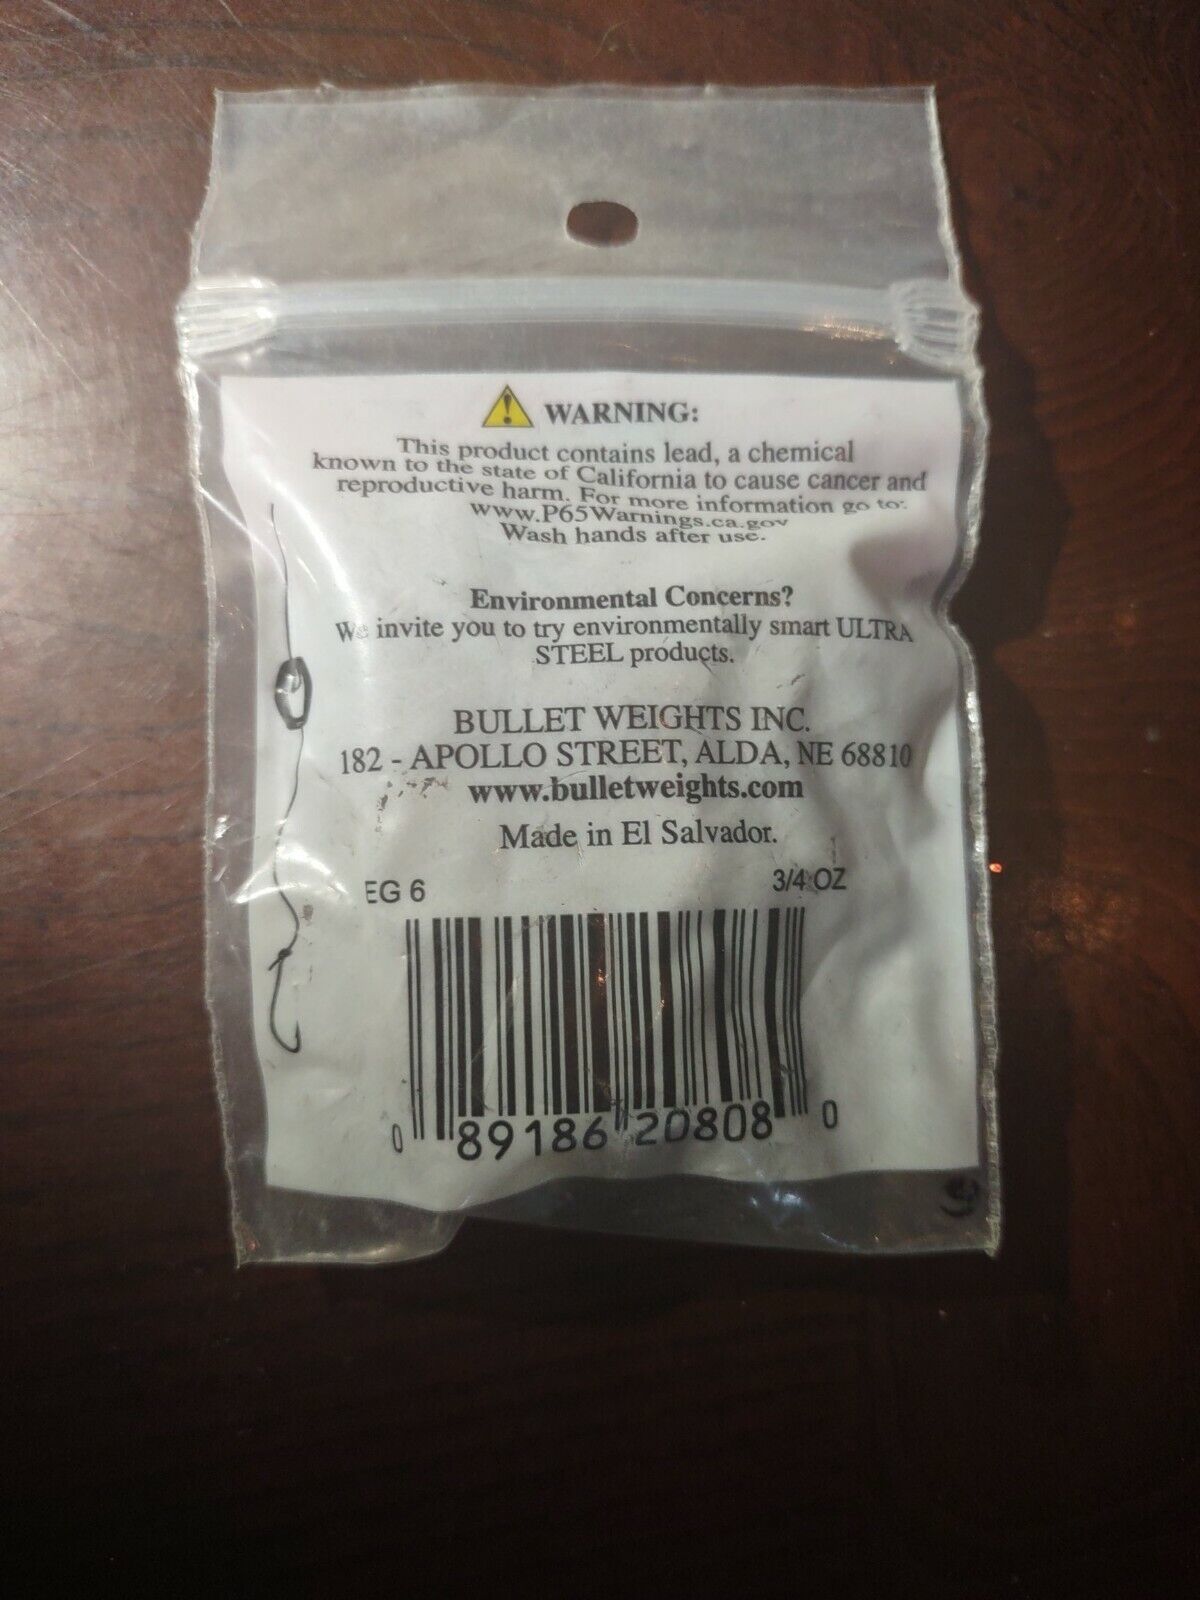 WARNING:
This product contains lead, a chemical
known to the state of California to cause cancer and
reproductive harm. For more information go to:
www.P65Warnings.ca.gov
Wash hands after use.
Environmental Concerns?
We invite you to try environmentally smart ULTRA
STEEL products.
BULLET WEIGHTS INC.
182 - APOLLO STREET, ALDA, NE 68810
www.bulletweights.com
Made in El Salvador.
EG 6 3/4 OZ
0 89186 20808 0